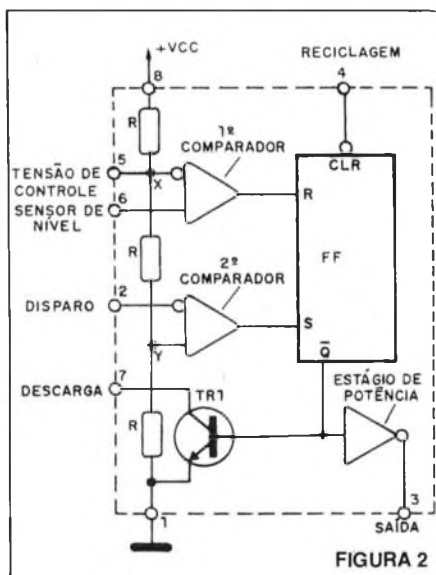 +VCC
8
RECICLAGEM
4
R
1º
COMPARADOR
TENSÃO DE
CONTROLE
5
X
SENSOR DE
NÍVEL
6
CLR
R
FF
R
2º
COMPARADOR
DISPARO
2
S
Y
Q̅
DESCARGA
7
TR1
ESTÁGIO DE
POTÊNCIA
R
1
3
SAÍDA
FIGURA 2